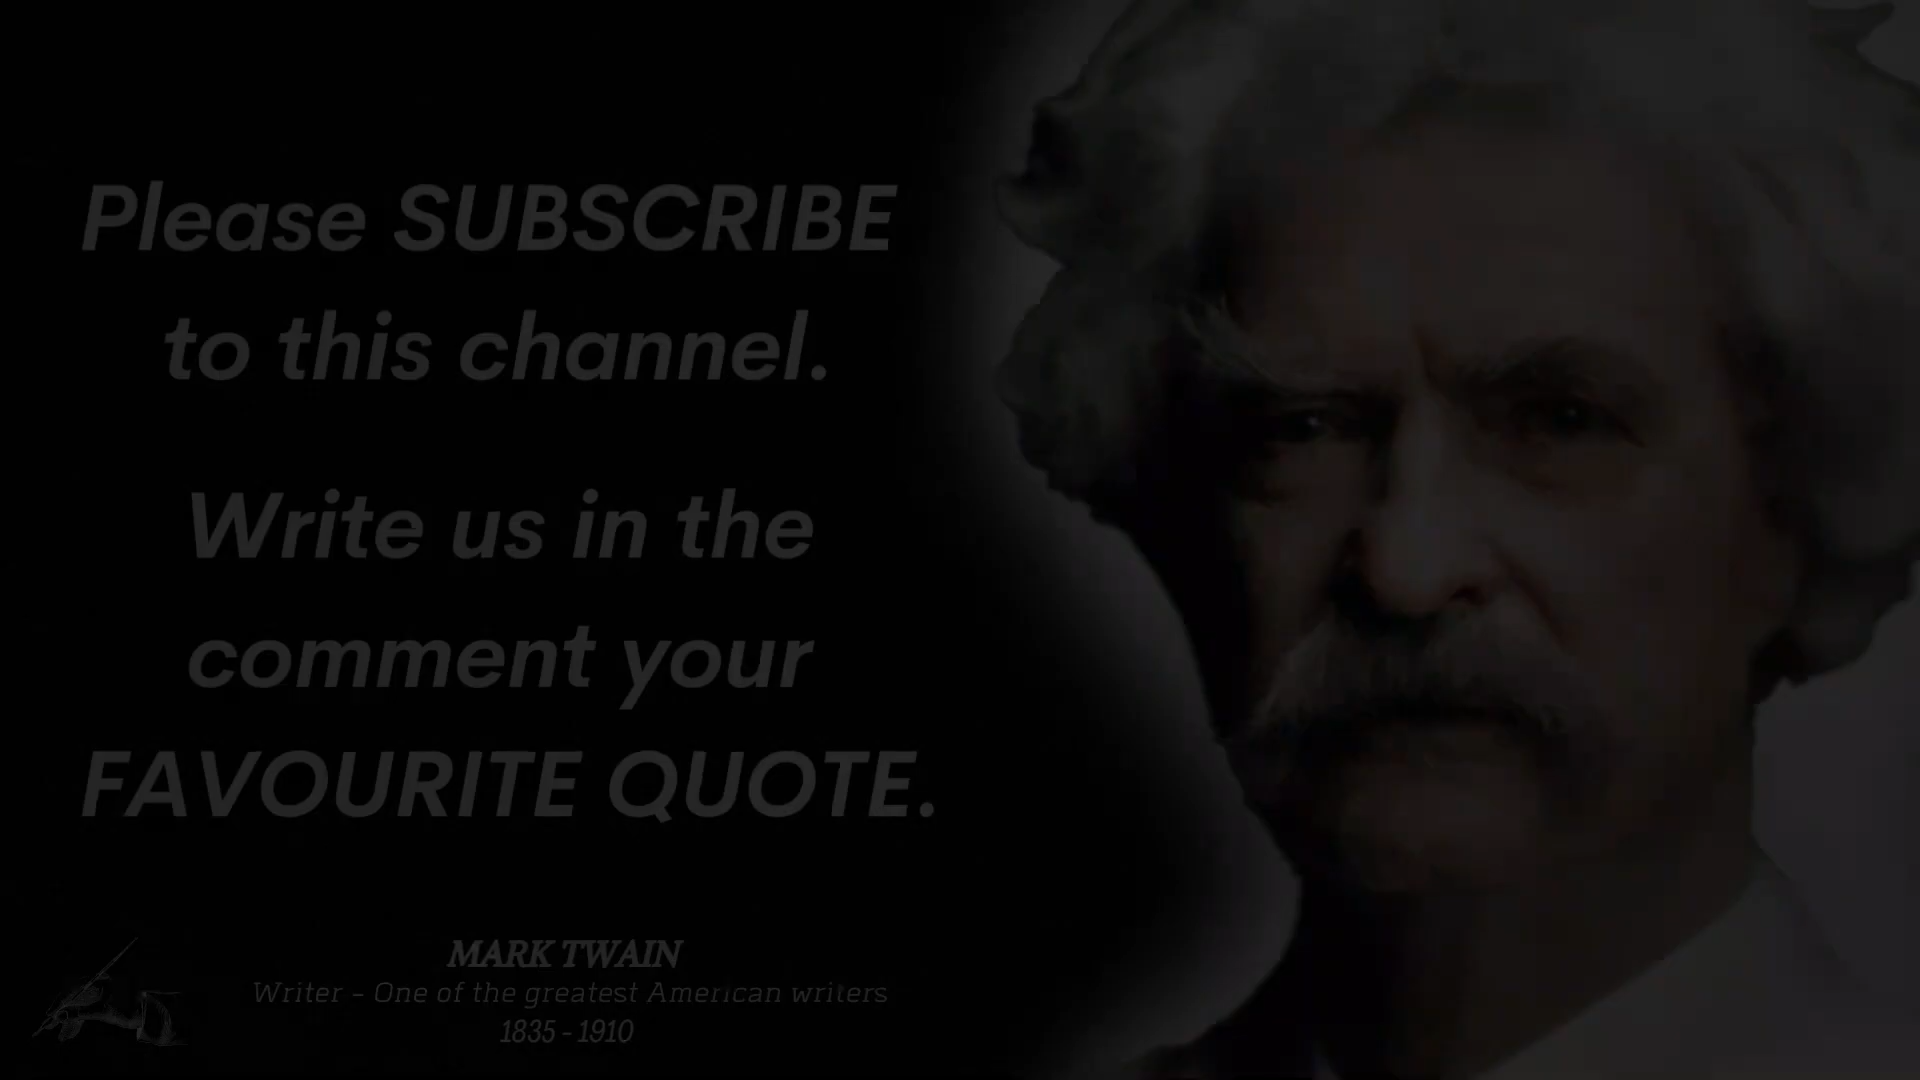 Please SUBSCRIBE
to this channel.
Write us in the
comment your
FAVOURITE QUOTE.
MARK TWAIN
Writer - One of the greatest American writers
1835 - 1910